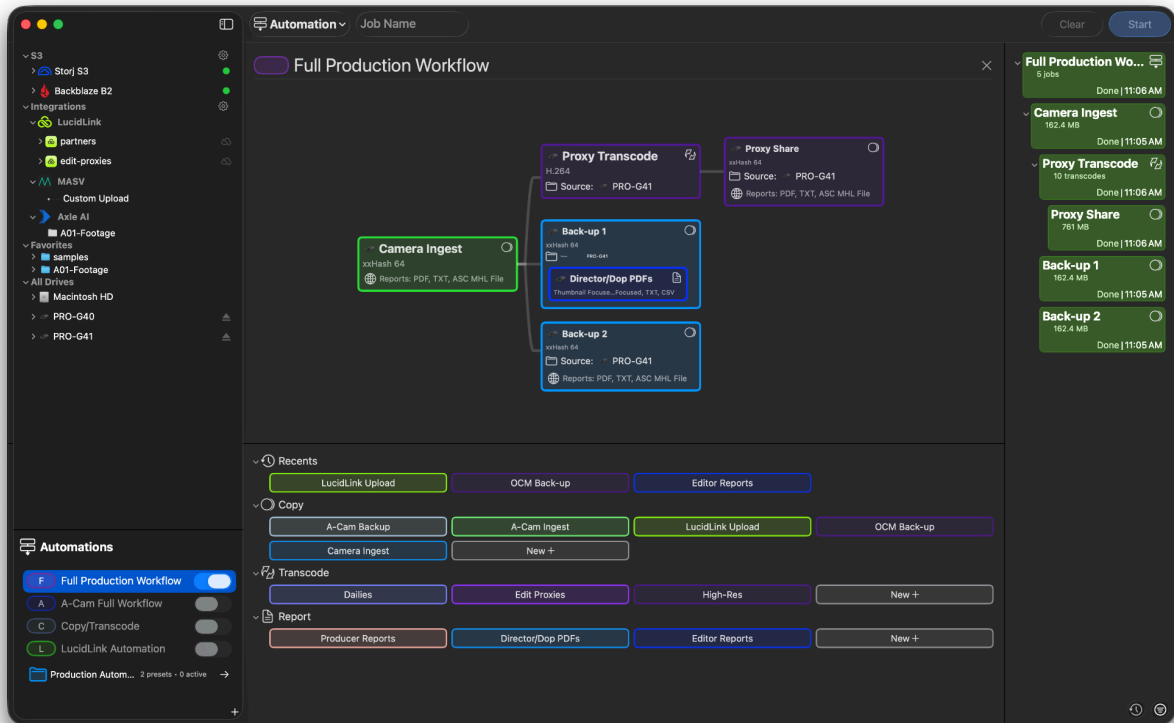 Automation
Job Name
Clear
Start
S3
Storj S3
Backblaze B2
Integrations
LucidLink
partners
edit-proxies
MASV
Custom Upload
Axle AI
A01-Footage
Favorites
samples
A01-Footage
All Drives
Macintosh HD
PRO-G40
PRO-G41
Automations
F Full Production Workflow
A A-Cam Full Workflow
C Copy/Transcode
L LucidLink Automation
Production Autom... 2 presets - 0 active
+
Full Production Workflow
Camera Ingest
xxHash 64
Reports: PDF, TXT, ASC MHL File
Proxy Transcode
H.264
Source: PRO-G41
Proxy Share
xxHash 64
Source: PRO-G41
Reports: PDF, TXT, ASC MHL File
Back-up 1
xxHash 64
PRO-G41
Director/Dop PDFs
Thumbnail Focuse...Focused, TXT, CSV
Back-up 2
xxHash 64
Source: PRO-G41
Reports: PDF, TXT, ASC MHL File
Recents
LucidLink Upload
OCM Back-up
Editor Reports
Copy
A-Cam Backup
A-Cam Ingest
LucidLink Upload
OCM Back-up
Camera Ingest
New +
Transcode
Dailies
Edit Proxies
High-Res
New +
Report
Producer Reports
Director/Dop PDFs
Editor Reports
New +
Full Production Wo...
5 jobs
Done | 11:06 AM
Camera Ingest
162.4 MB
Done | 11:05 AM
Proxy Transcode
10 transcodes
Done | 11:06 AM
Proxy Share
761 MB
Done | 11:06 AM
Back-up 1
162.4 MB
Done | 11:05 AM
Back-up 2
162.4 MB
Done | 11:05 AM